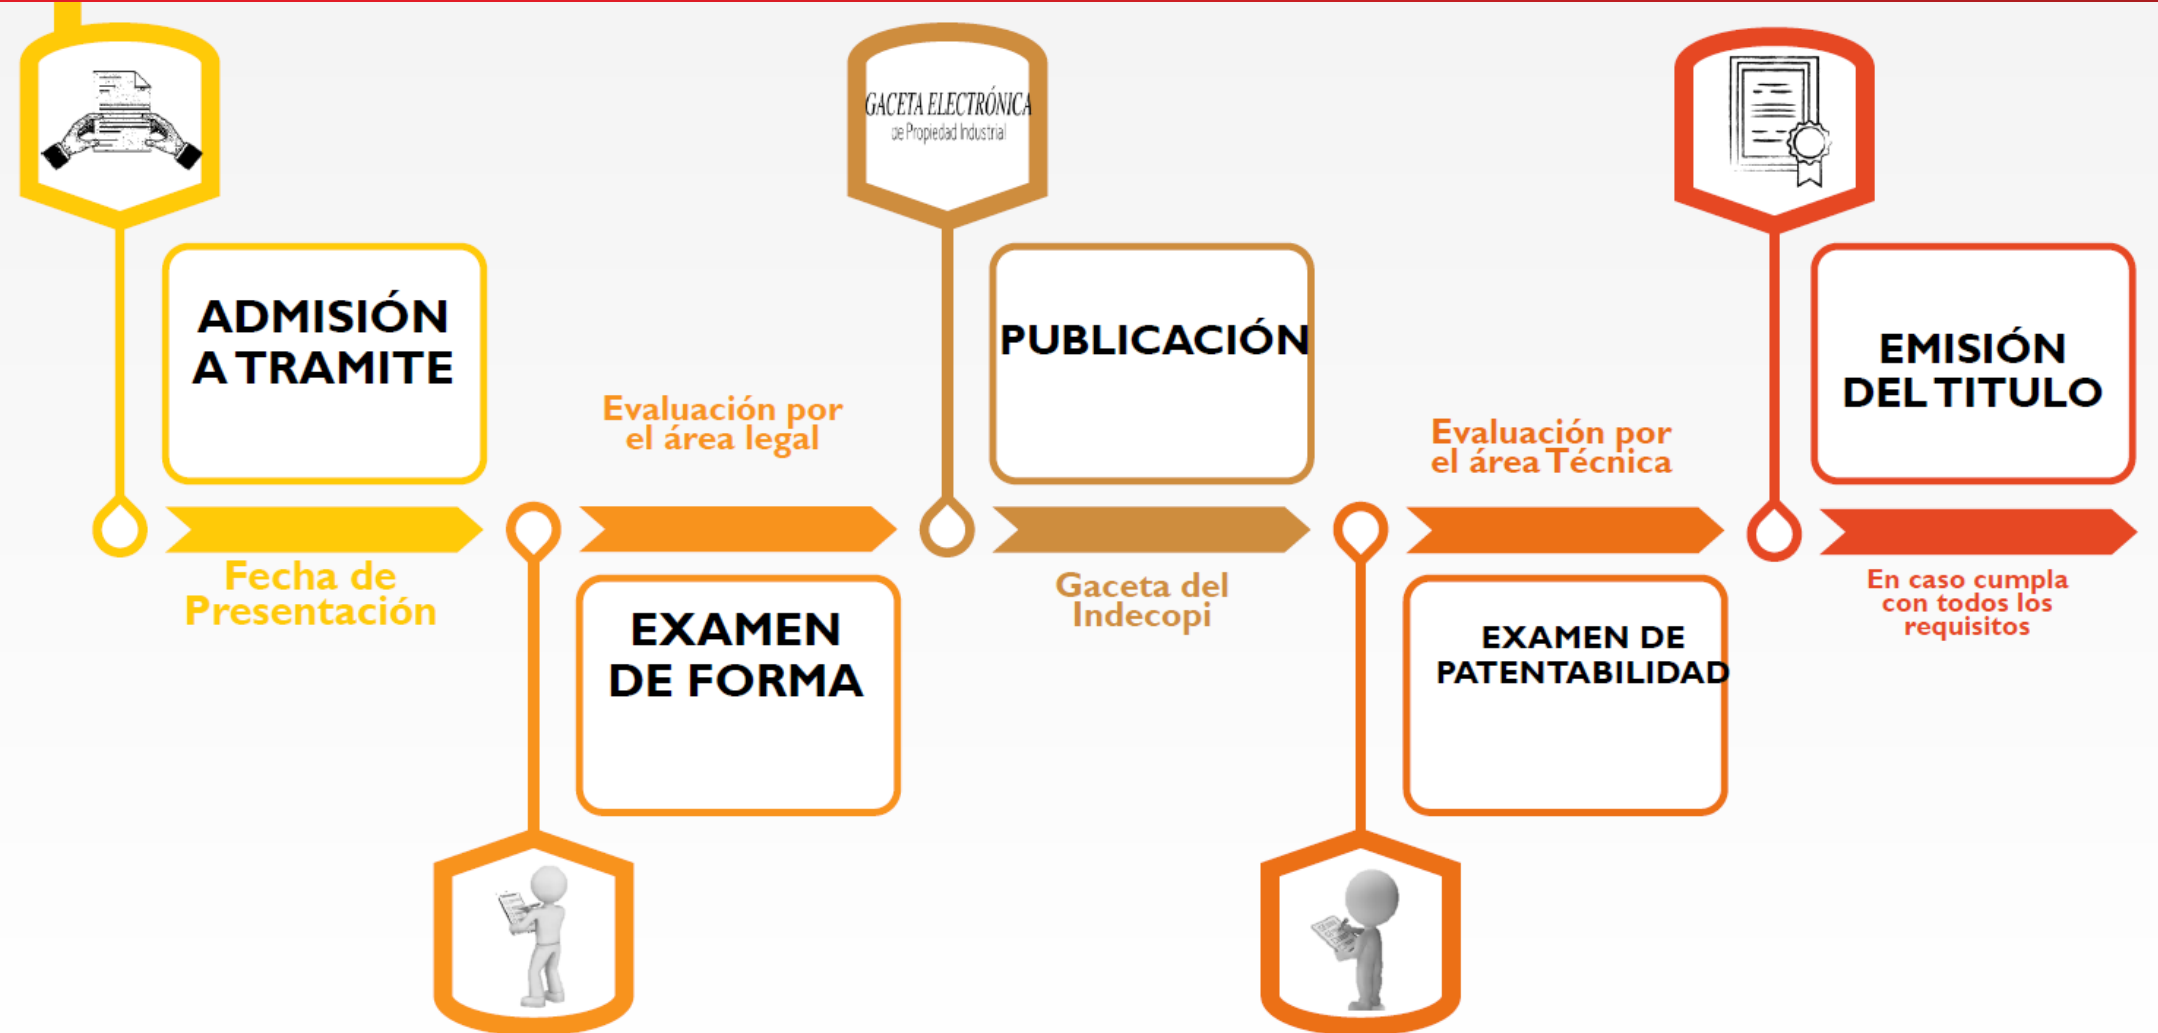 GACETA ELECTRÓNICA
de Propiedad Industrial
ADMISIÓN
A TRAMITE
Fecha de
Presentación
Evaluación por
el área legal
EXAMEN
DE FORMA
PUBLICACIÓN
Gaceta del
Indecopi
Evaluación por
el área Técnica
EXAMEN DE
PATENTABILIDAD
EMISIÓN
DEL TITULO
En caso cumpla
con todos los
requisitos